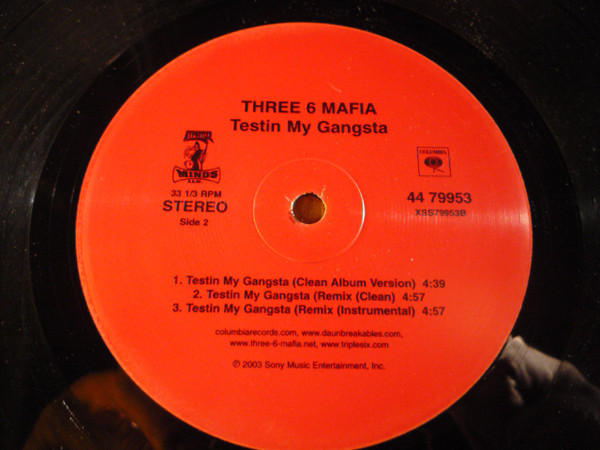 THREE 6 MAFIA
Testin My Gangsta
MINDS
COLUMBIA
33 1/3 RPM
STEREO
Side 2
44 79953
XSS79953B
1. Testin My Gangsta (Clean Album Version) 4:39
2. Testin My Gangsta (Remix (Clean) 4:57
3. Testin My Gangsta (Remix (Instrumental) 4:57
columbiarecords.com, www.daunbreakables.com,
www.three-6-mafia.net, www.triplesix.com
℗ 2003 Sony Music Entertainment, Inc.